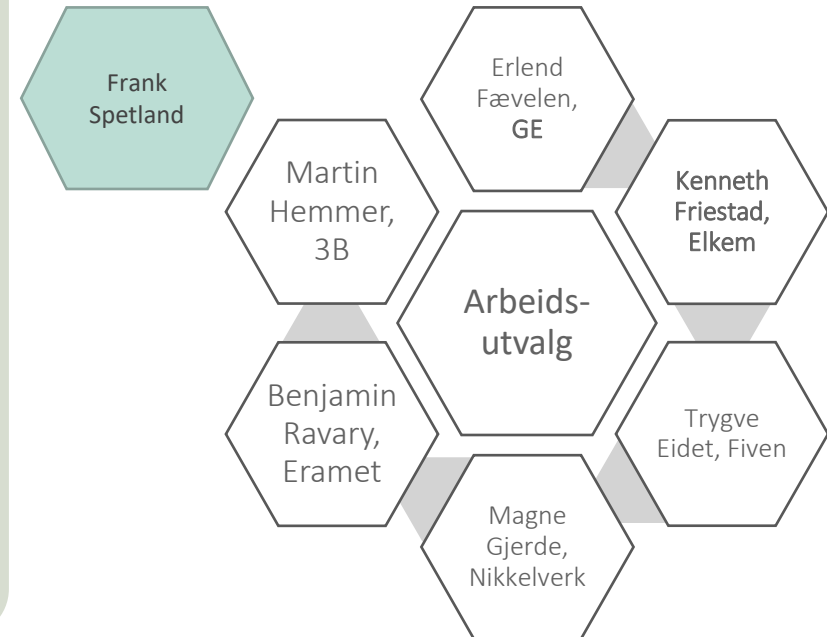 Frank
Spetland
Erlend
Fævelen,
GE
Martin
Hemmer,
3B
Kenneth
Friestad,
Elkem
Arbeids-
utvalg
Benjamin
Ravary,
Eramet
Trygve
Eidet, Fiven
Magne
Gjerde,
Nikkelverk